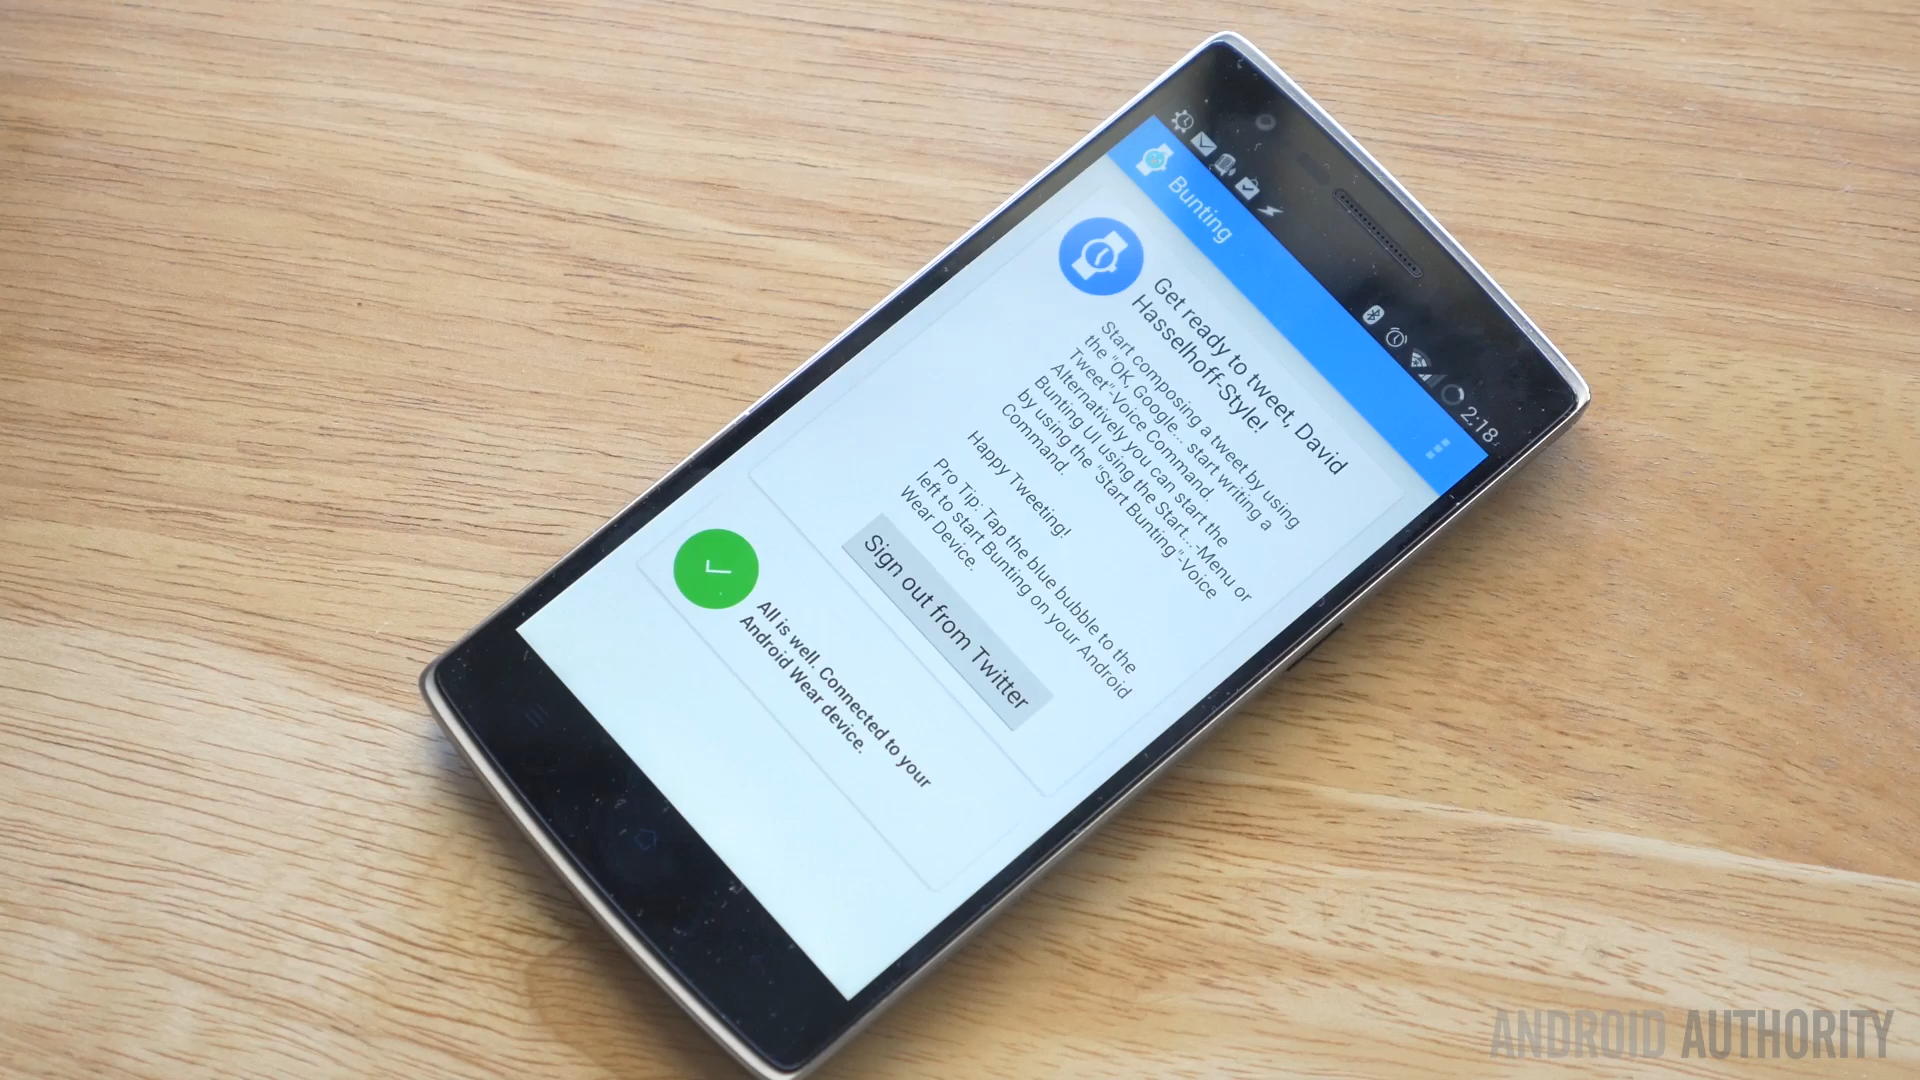 2:18
Bunting
Get ready to tweet, David
Hasselhoff-Style!
Start composing a tweet by using
the "OK, Google... start writing a
Tweet"-Voice Command.
Alternatively you can start the
Bunting UI using the Start...-Menu or
by using the "Start Bunting"-Voice
Command.
Happy Tweeting!
Pro Tip: Tap the blue bubble to the
left to start Bunting on your Android
Wear Device.
Sign out from Twitter
All is well. Connected to your
Android Wear device.
ANDROID AUTHORITY